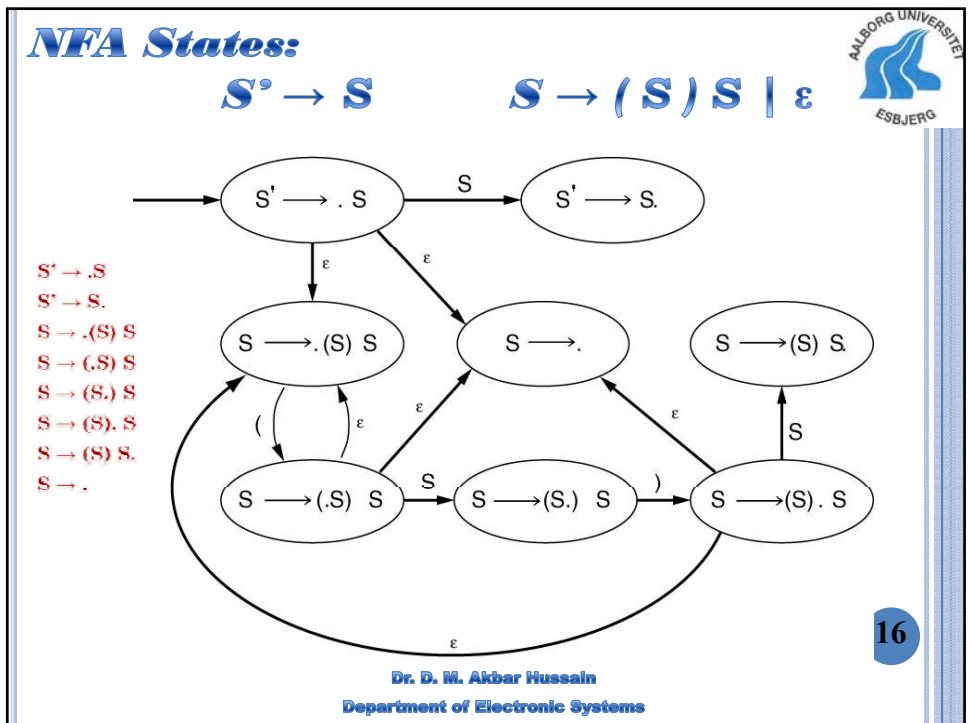 NFA States:
S’ → S S → ( S ) S | ε
AALBORG UNIVERSITET
ESBJERG
S' ⟶ . S
S
S' ⟶ S.
ε
ε
S’ → .S
S’ → S.
S → .(S) S
S → (.S) S
S → (S.) S
S → (S). S
S → (S) S.
S → .
S ⟶ . (S) S
S ⟶ .
S ⟶ (S) S.
(
ε
ε
ε
S
S ⟶ (.S) S
S
S ⟶ (S.) S
)
S ⟶ (S) . S
ε
16
Dr. D. M. Akbar Hussain
Department of Electronic Systems